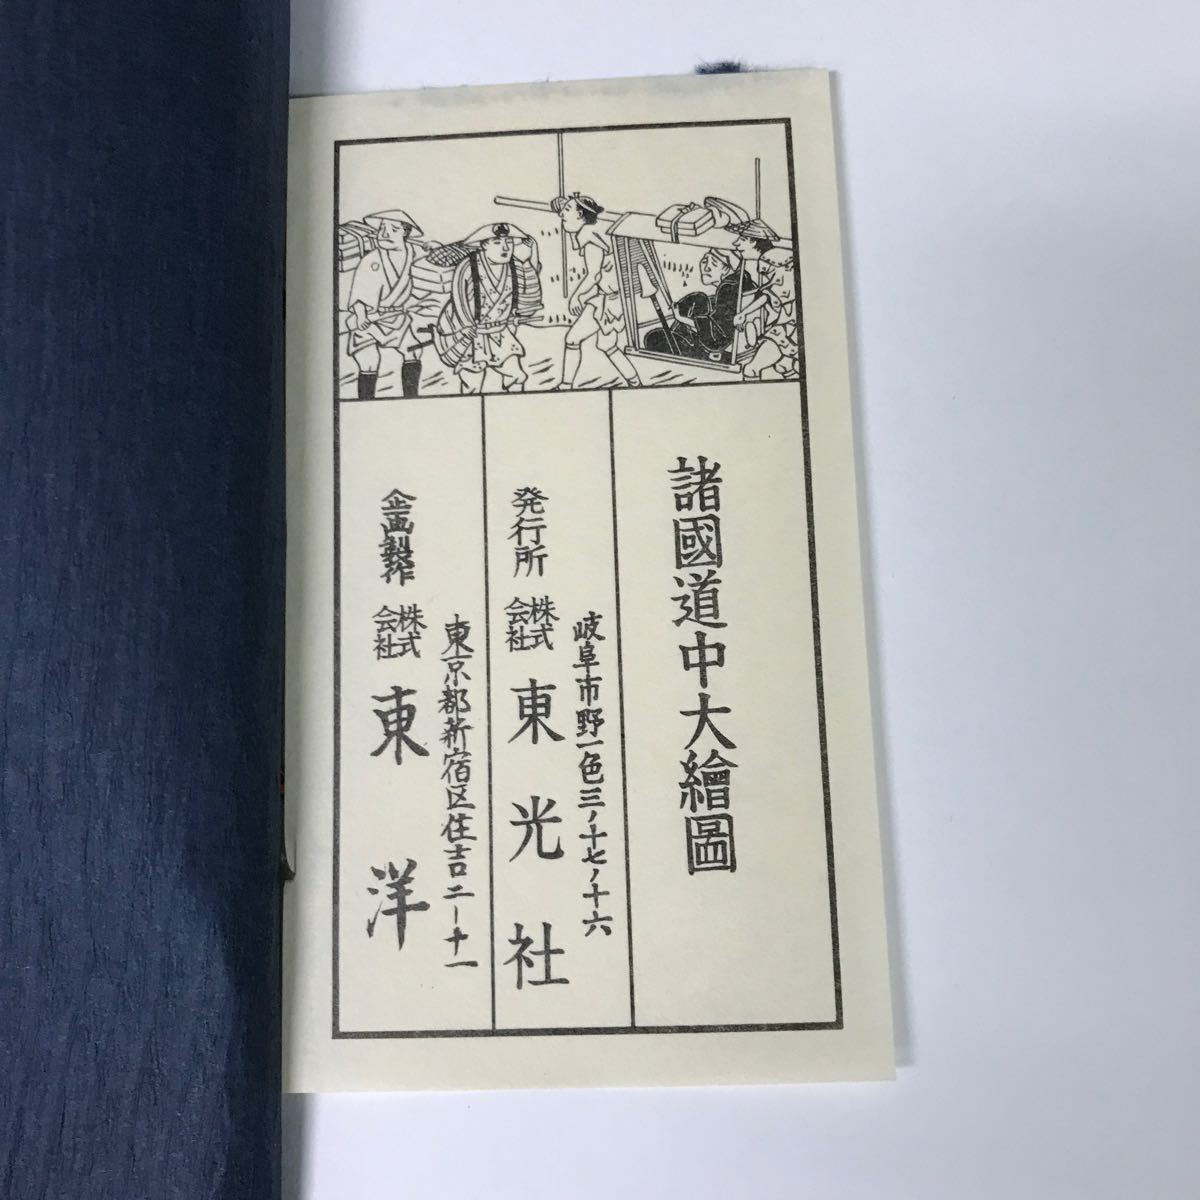 諸國道中大繪圖
岐阜市野一色三ノ十七ノ十六
発行所 株式会社 東光社
東京都新宿区住吉二ー十一
企画製作 株式会社 東洋